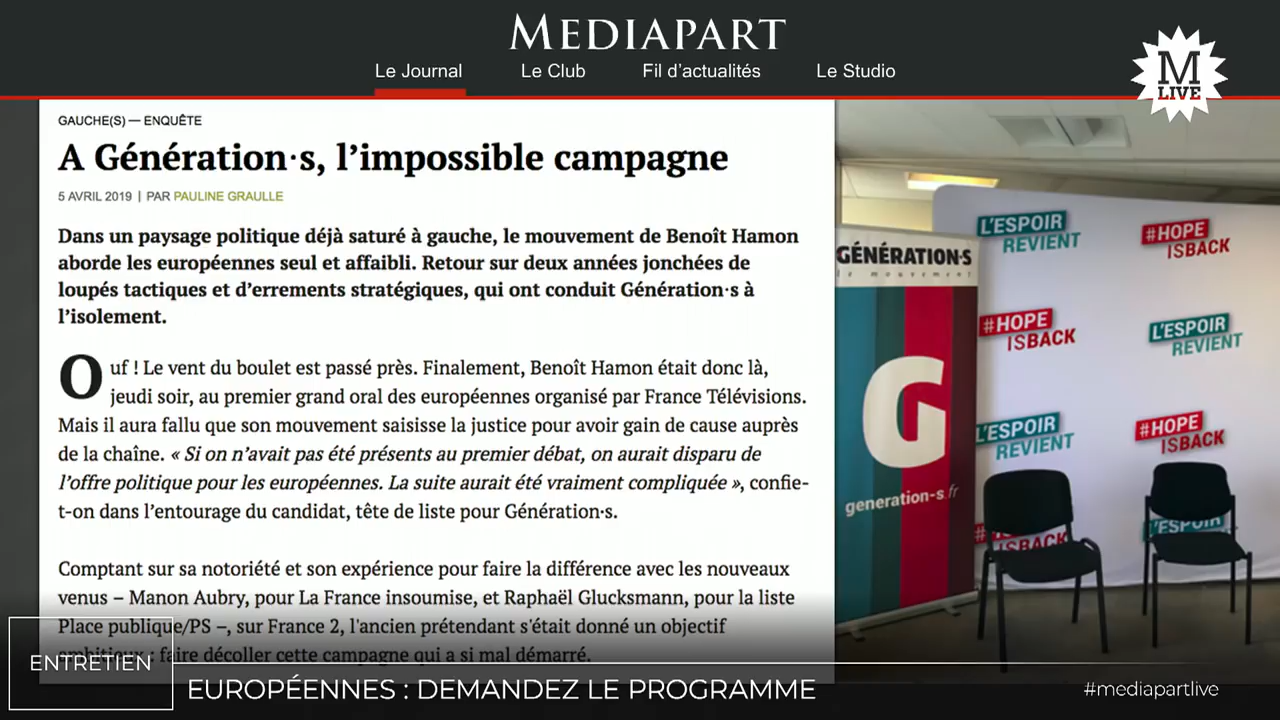 MEDIAPART
Le Journal
Le Club
Fil d’actualités
Le Studio
M
LIVE
GAUCHE(S) — ENQUÊTE
A Génération·s, l’impossible campagne
5 AVRIL 2019 | PAR PAULINE GRAULLE
Dans un paysage politique déjà saturé à gauche, le mouvement de Benoît Hamon
aborde les européennes seul et affaibli. Retour sur deux années jonchées de
loupés tactiques et d’errements stratégiques, qui ont conduit Génération·s à
l’isolement.
Ouf ! Le vent du boulet est passé près. Finalement, Benoît Hamon était donc là,
jeudi soir, au premier grand oral des européennes organisé par France Télévisions.
Mais il aura fallu que son mouvement saisisse la justice pour avoir gain de cause auprès
de la chaîne. « Si on n’avait pas été présents au premier débat, on aurait disparu de
l’offre politique pour les européennes. La suite aurait été vraiment compliquée », confie-
t-on dans l’entourage du candidat, tête de liste pour Génération·s.
Comptant sur sa notoriété et son expérience pour faire la différence avec les nouveaux
venus – Manon Aubry, pour La France insoumise, et Raphaël Glucksmann, pour la liste
Place publique/PS –, sur France 2, l'ancien prétendant s'était donné un objectif
ambitieux : faire décoller cette campagne qui a si mal démarré.
GÉNÉRATION·S
le mouvement
G
generation-s.fr
L'ESPOIR
REVIENT
#HOPE
ISBACK
#HOPE
ISBACK
L'ESPOIR
REVIENT
L'ESPOIR
REVIENT
#HOPE
ISBACK
ISBACK
L'ESPOIR
ENTRETIEN
EUROPÉENNES : DEMANDEZ LE PROGRAMME
#mediapartlive